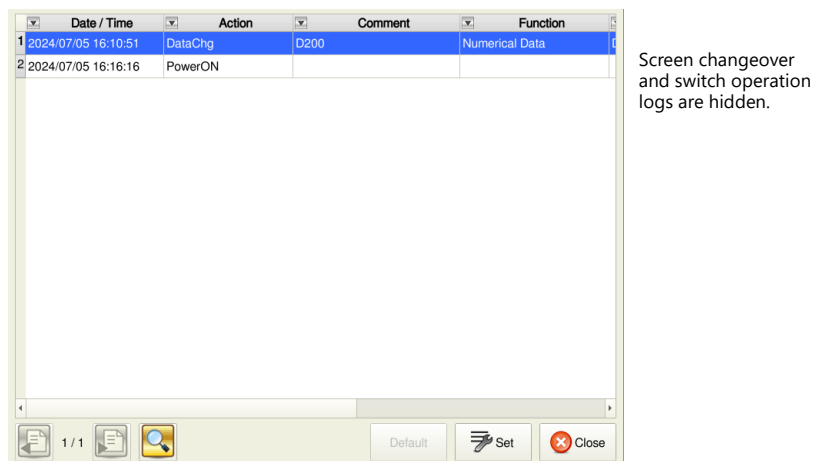 Date / Time Action Comment Function
1 2024/07/05 16:10:51 DataChg D200 Numerical Data
2 2024/07/05 16:16:16 PowerON
Screen changeover
and switch operation
logs are hidden.
1 / 1 Default Set Close